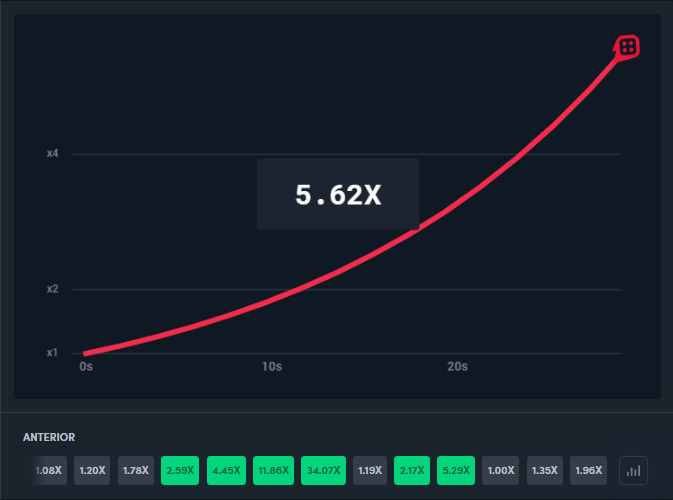 x4
5.62X
x2
x1
0s 10s 20s
ANTERIOR
1.08X 1.20X 1.78X 2.59X 4.45X 11.86X 34.07X 1.19X 2.17X 5.29X 1.00X 1.35X 1.96X